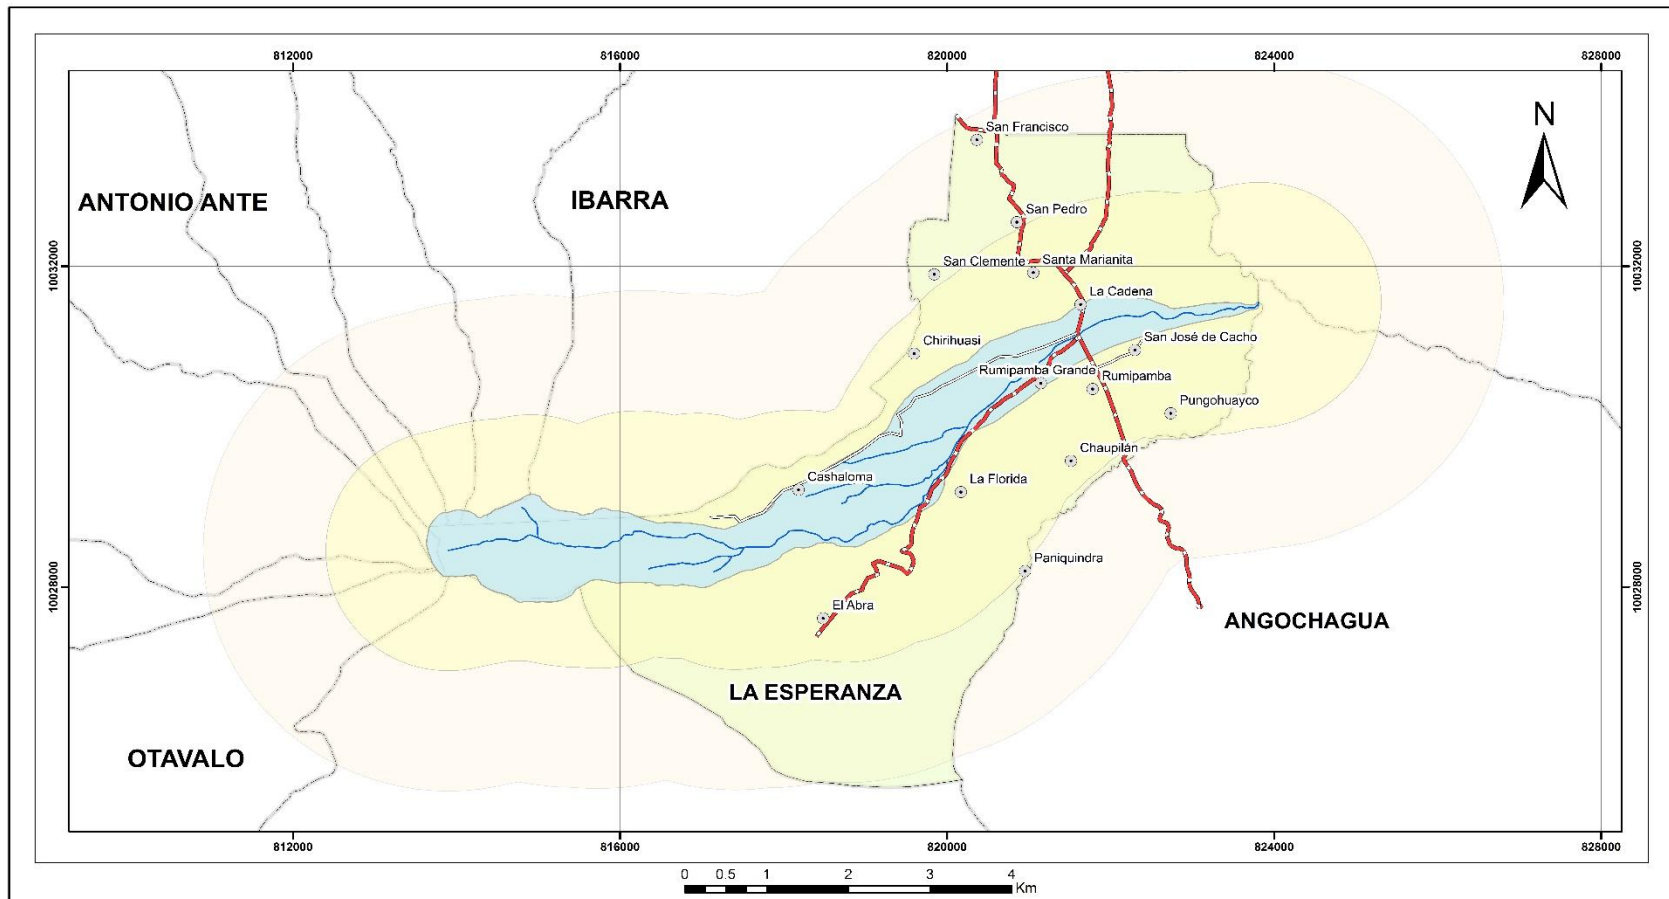 812000 816000 820000 824000 828000
N
San Francisco
ANTONIO ANTE
IBARRA
San Pedro
10032000
10032000
San Clemente
Santa Marianita
La Cadena
Chirihuasi
San José de Cacho
Rumipamba Grande
Rumipamba
Pungohuayco
Chaupilán
Cashaloma
La Florida
Paniquindra
10028000
10028000
El Abra
ANGOCHAGUA
LA ESPERANZA
OTAVALO
812000 816000 820000 824000 828000
0 0.5 1 2 3 4
Km